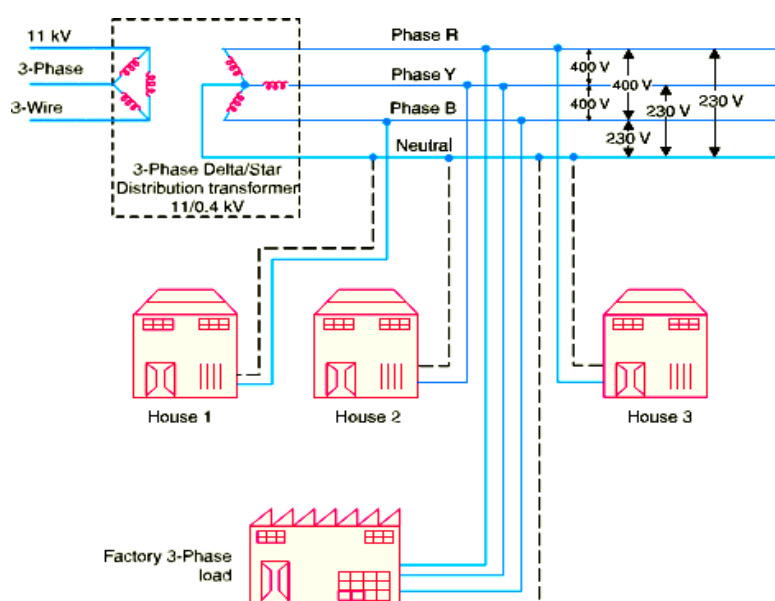 11 kV
3-Phase
3-Wire
3-Phase Delta/Star
Distribution transformer
11/0.4 kV
Phase R
Phase Y
Phase B
Neutral
400 V
400 V
400 V
230 V
230 V
230 V
House 1
House 2
House 3
Factory 3-Phase
load